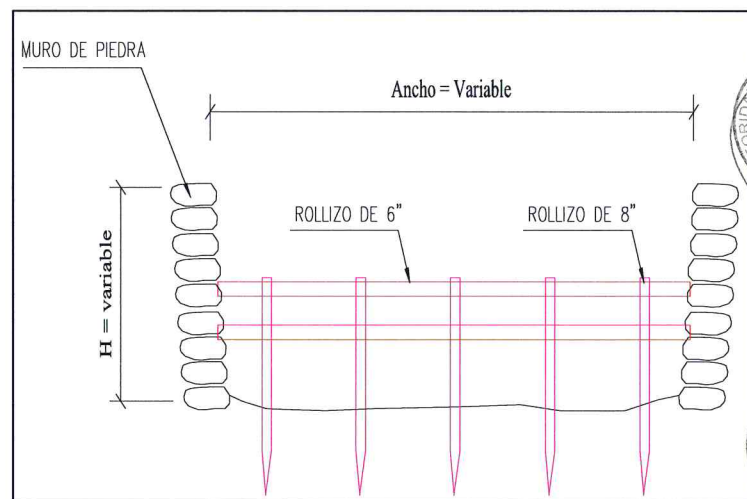 MURO DE PIEDRA
Ancho = Variable
ROLLIZO DE 6"
ROLLIZO DE 8"
H = variable